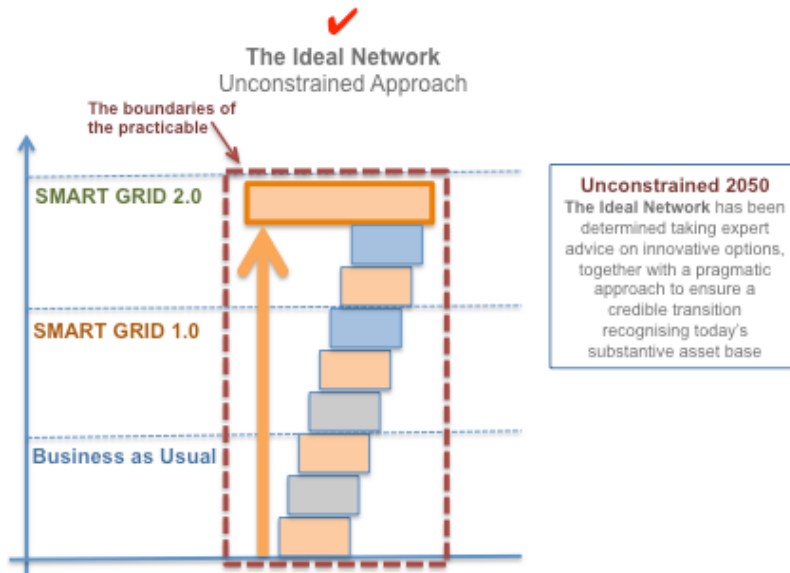 The Ideal Network
Unconstrained Approach
The boundaries of
the practicable
SMART GRID 2.0
SMART GRID 1.0
Business as Usual
Unconstrained 2050
The Ideal Network has been
determined taking expert
advice on innovative options,
together with a pragmatic
approach to ensure a
credible transition
recognising today's
substantive asset base